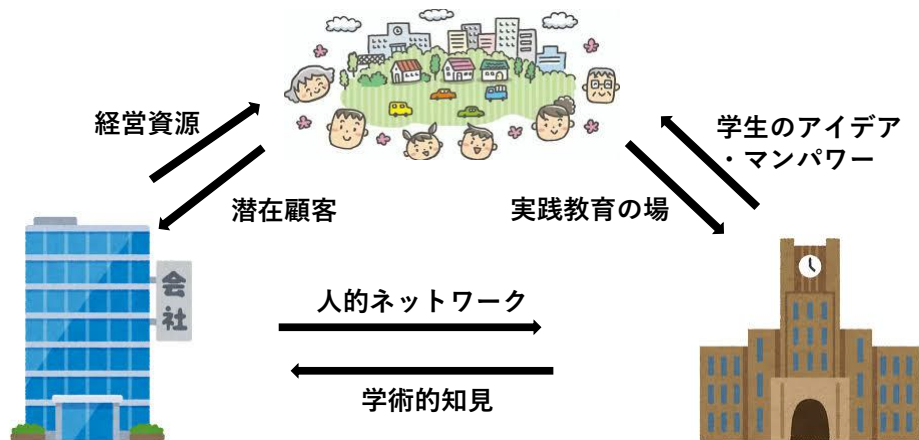 経営資源
学生のアイデア
・マンパワー
潜在顧客
実践教育の場
会社
人的ネットワーク
学術的知見